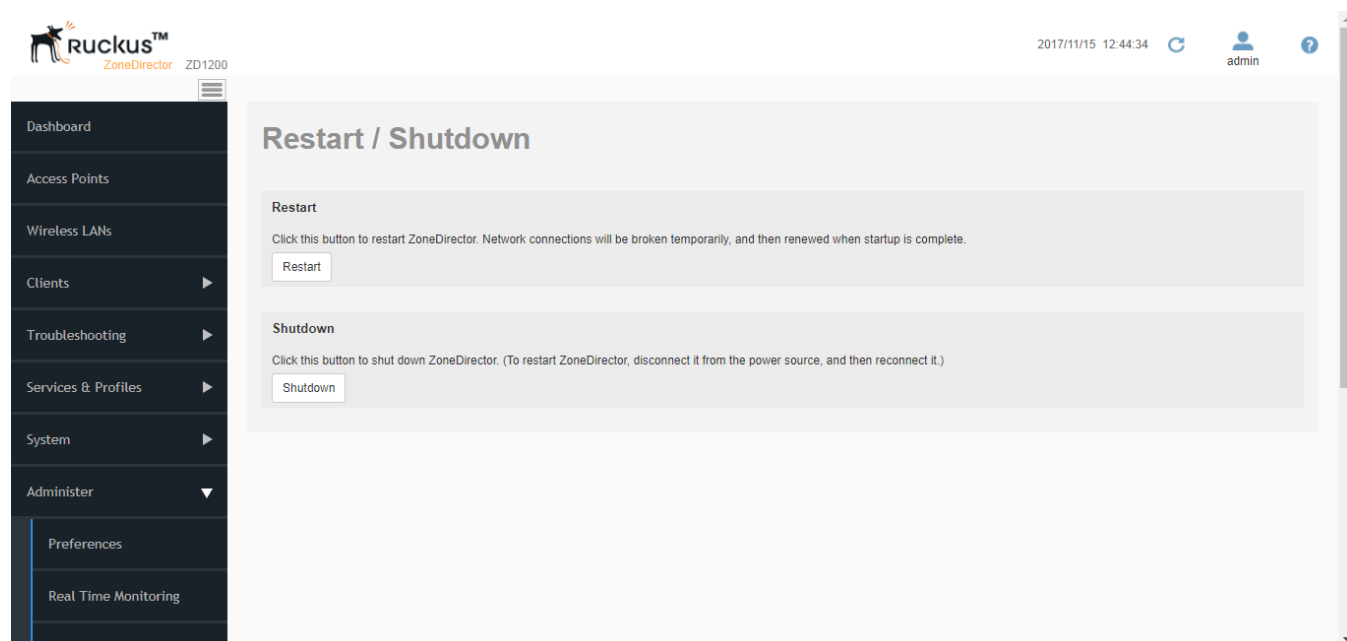 Ruckus™
ZoneDirector ZD1200
2017/11/15 12:44:34
admin
?
Dashboard
Access Points
Wireless LANs
Clients
Troubleshooting
Services & Profiles
System
Administer
Preferences
Real Time Monitoring
Restart / Shutdown
Restart
Click this button to restart ZoneDirector. Network connections will be broken temporarily, and then renewed when startup is complete.
Restart
Shutdown
Click this button to shut down ZoneDirector. (To restart ZoneDirector, disconnect it from the power source, and then reconnect it.)
Shutdown